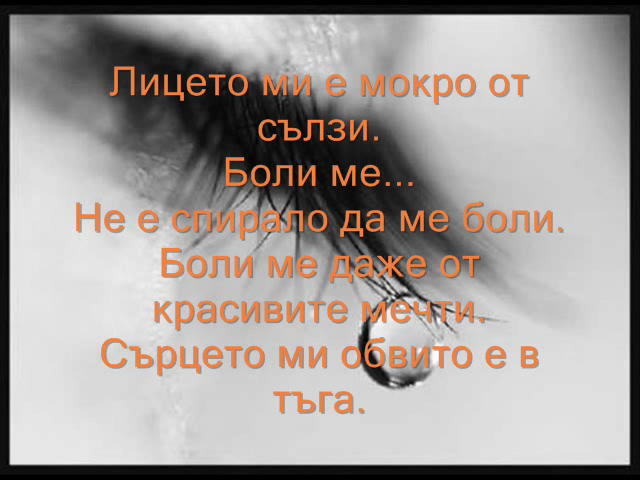 Лицето ми е мокро от
сълзи.
Боли ме...
Не е спирало да ме боли.
Боли ме даже от
красивите мечти.
Сърцето ми обвито е в
тъга.